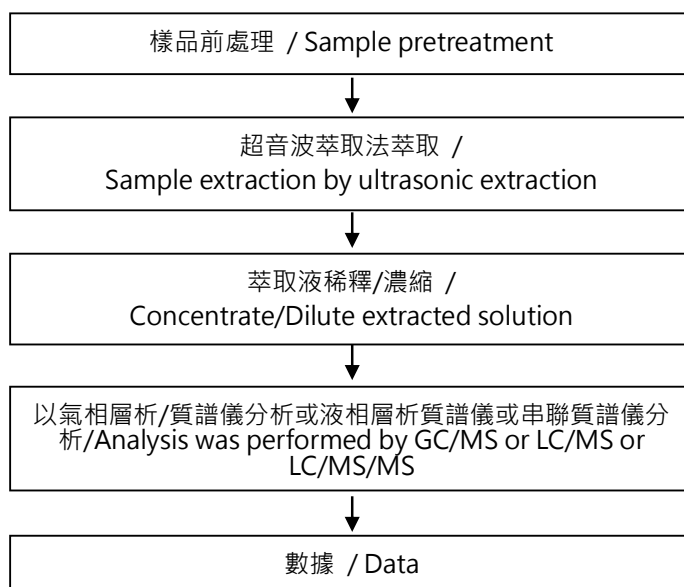 樣品前處理 / Sample pretreatment
超音波萃取法萃取 /
Sample extraction by ultrasonic extraction
萃取液稀釋/濃縮 /
Concentrate/Dilute extracted solution
以氣相層析/質譜儀分析或液相層析質譜儀或串聯質譜儀分
析/Analysis was performed by GC/MS or LC/MS or
LC/MS/MS
數據 / Data